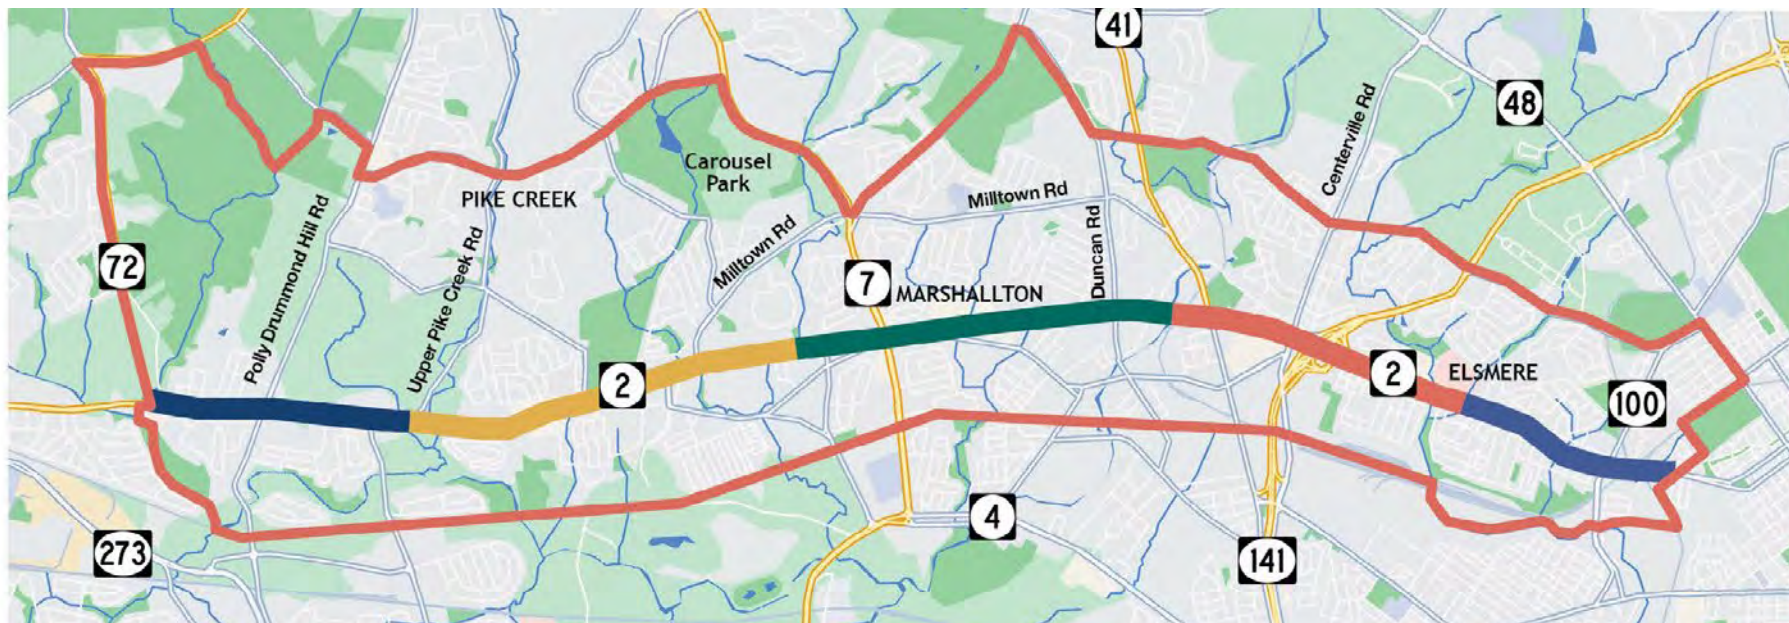 41
48
Centerville Rd
Carousel
Park
PIKE CREEK
Milltown Rd
Polly Drummond Hill Rd
Upper Pike Creek Rd
Milltown Rd
Duncan Rd
72
7
MARSHALLTON
2
2
ELSMERE
100
4
273
141